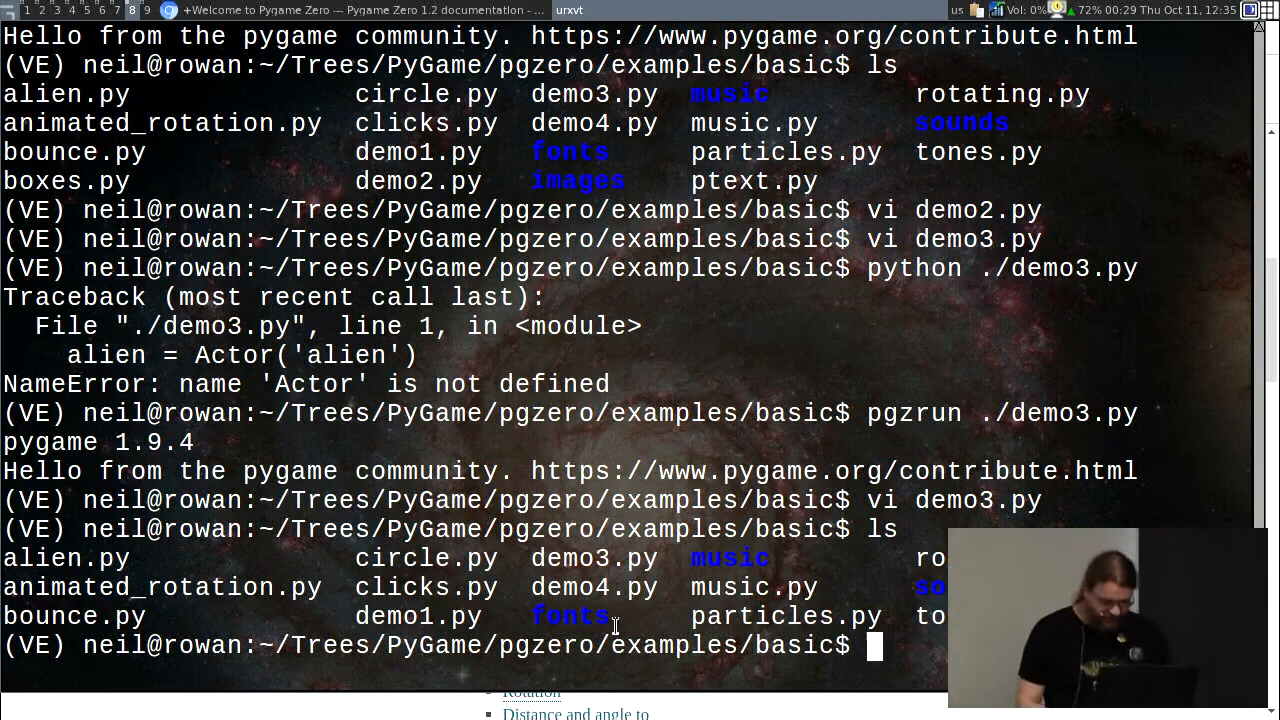 1 2 3 4 5 6 7 8 9 +Welcome to Pygame Zero — Pygame Zero 1.2 documentation - ... urxvt us Vol: 0% 72% 00:29 Thu Oct 11, 12:35
Hello from the pygame community. https://www.pygame.org/contribute.html
(VE) neil@rowan:~/Trees/PyGame/pgzero/examples/basic$ ls
alien.py circle.py demo3.py music rotating.py
animated_rotation.py clicks.py demo4.py music.py sounds
bounce.py demo1.py fonts particles.py tones.py
boxes.py demo2.py images ptext.py
(VE) neil@rowan:~/Trees/PyGame/pgzero/examples/basic$ vi demo2.py
(VE) neil@rowan:~/Trees/PyGame/pgzero/examples/basic$ vi demo3.py
(VE) neil@rowan:~/Trees/PyGame/pgzero/examples/basic$ python ./demo3.py
Traceback (most recent call last):
File "./demo3.py", line 1, in <module>
alien = Actor('alien')
NameError: name 'Actor' is not defined
(VE) neil@rowan:~/Trees/PyGame/pgzero/examples/basic$ pgzrun ./demo3.py
pygame 1.9.4
Hello from the pygame community. https://www.pygame.org/contribute.html
(VE) neil@rowan:~/Trees/PyGame/pgzero/examples/basic$ vi demo3.py
(VE) neil@rowan:~/Trees/PyGame/pgzero/examples/basic$ ls
alien.py circle.py demo3.py music ro
animated_rotation.py clicks.py demo4.py music.py so
bounce.py demo1.py fonts particles.py to
(VE) neil@rowan:~/Trees/PyGame/pgzero/examples/basic$
Rotation
Distance and angle to